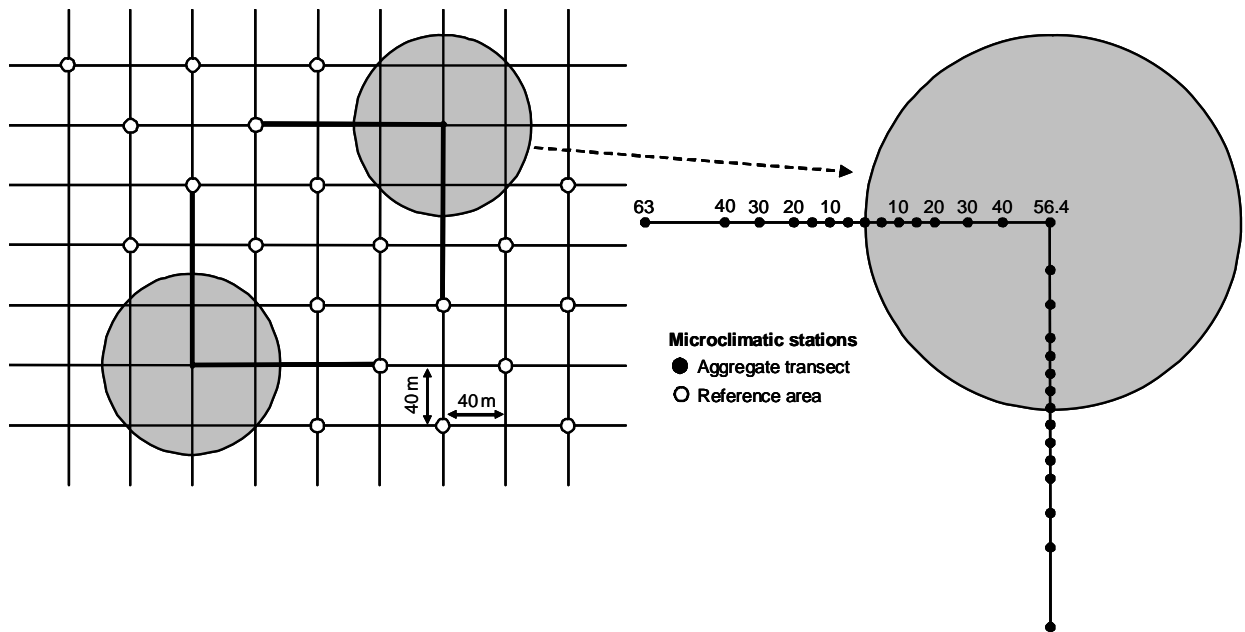 63 40 30 20 10 10 20 30 40 56.4
Microclimatic stations
Aggregate transect
Reference area
40 m
40 m